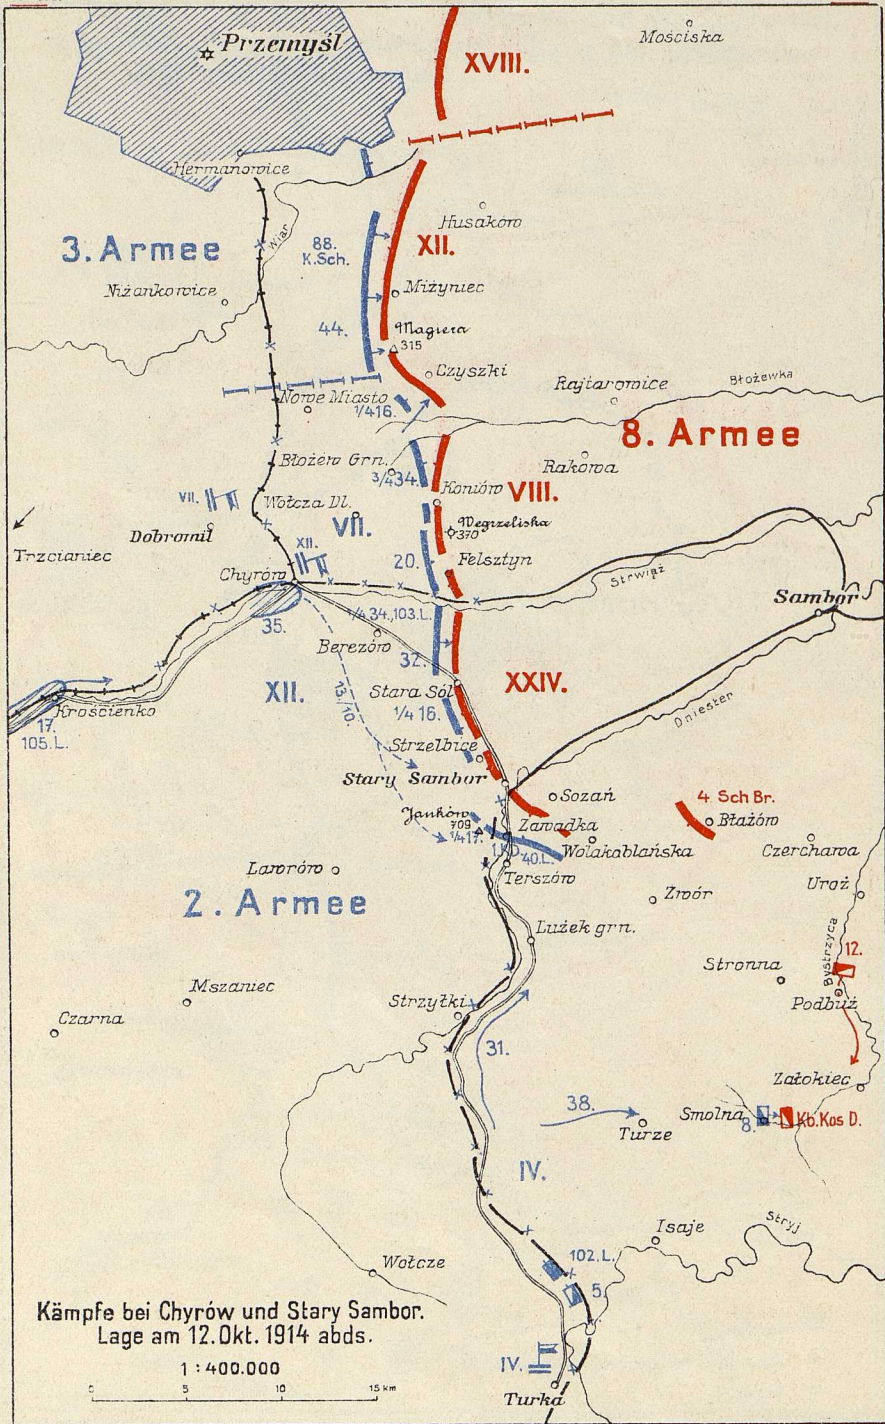 Przemyśl
Mościska
XVIII.
Hermanowice
Wiar
Husaków
3. Armee
88.
K.Sch.
XII.
Niżankowice
Miżyniec
44.
Magiera
315
Czyszki
Rajtarowice
Błożewka
Nowe Miasto
1/4 16.
8. Armee
Błożew Grn.
3/4 34.
Rakowa
Koniów
VIII.
VII.
Wołcza Dl.
VII.
Węgrzeliska
370
Dobromil
Trzcianiec
XII.
20.
Felsztyn
Chyrów
Strwiąż
Sambor
35.
1/4 34., 103.L.
Berezów
32.
XII.
13./10.
Stara Sól
XXIV.
Krościenko
17.
105.L.
1/4 16.
Dniester
Strzelbice
Stary Sambor
Sozań
4. Sch Br.
Janków
709
1/4 17.
Zawadka
Błażów
1.KD.
40.L.
Wolakabłańska
Czerchawa
Terszów
Lawrów
Uroż
2. Armee
Zwór
Lużek grn.
Bystrzyca
12.
Stronna
Mszaniec
Podbuż
Strzyłki
Czarna
31.
Załokiec
38.
Smolna
8.
Kb.Kos D.
Turze
IV.
Isaje
Stryj
102.L.
Wołcze
5.
Kämpfe bei Chyrów und Stary Sambor.
Lage am 12. Okt. 1914 abds.
1 : 400.000
0 5 10 15 km
IV.
Turka